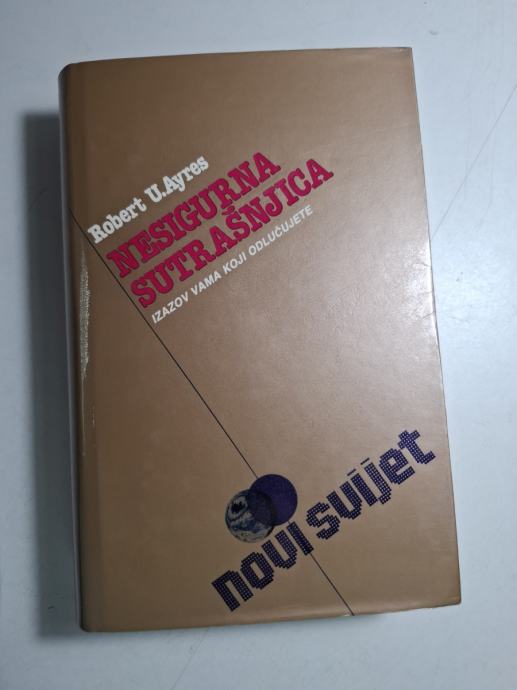 Robert U.Ayres
NESIGURNA
SUTRAŠNJICA
IZAZOV VAMA KOJI ODLUČUJETE
novi svijet